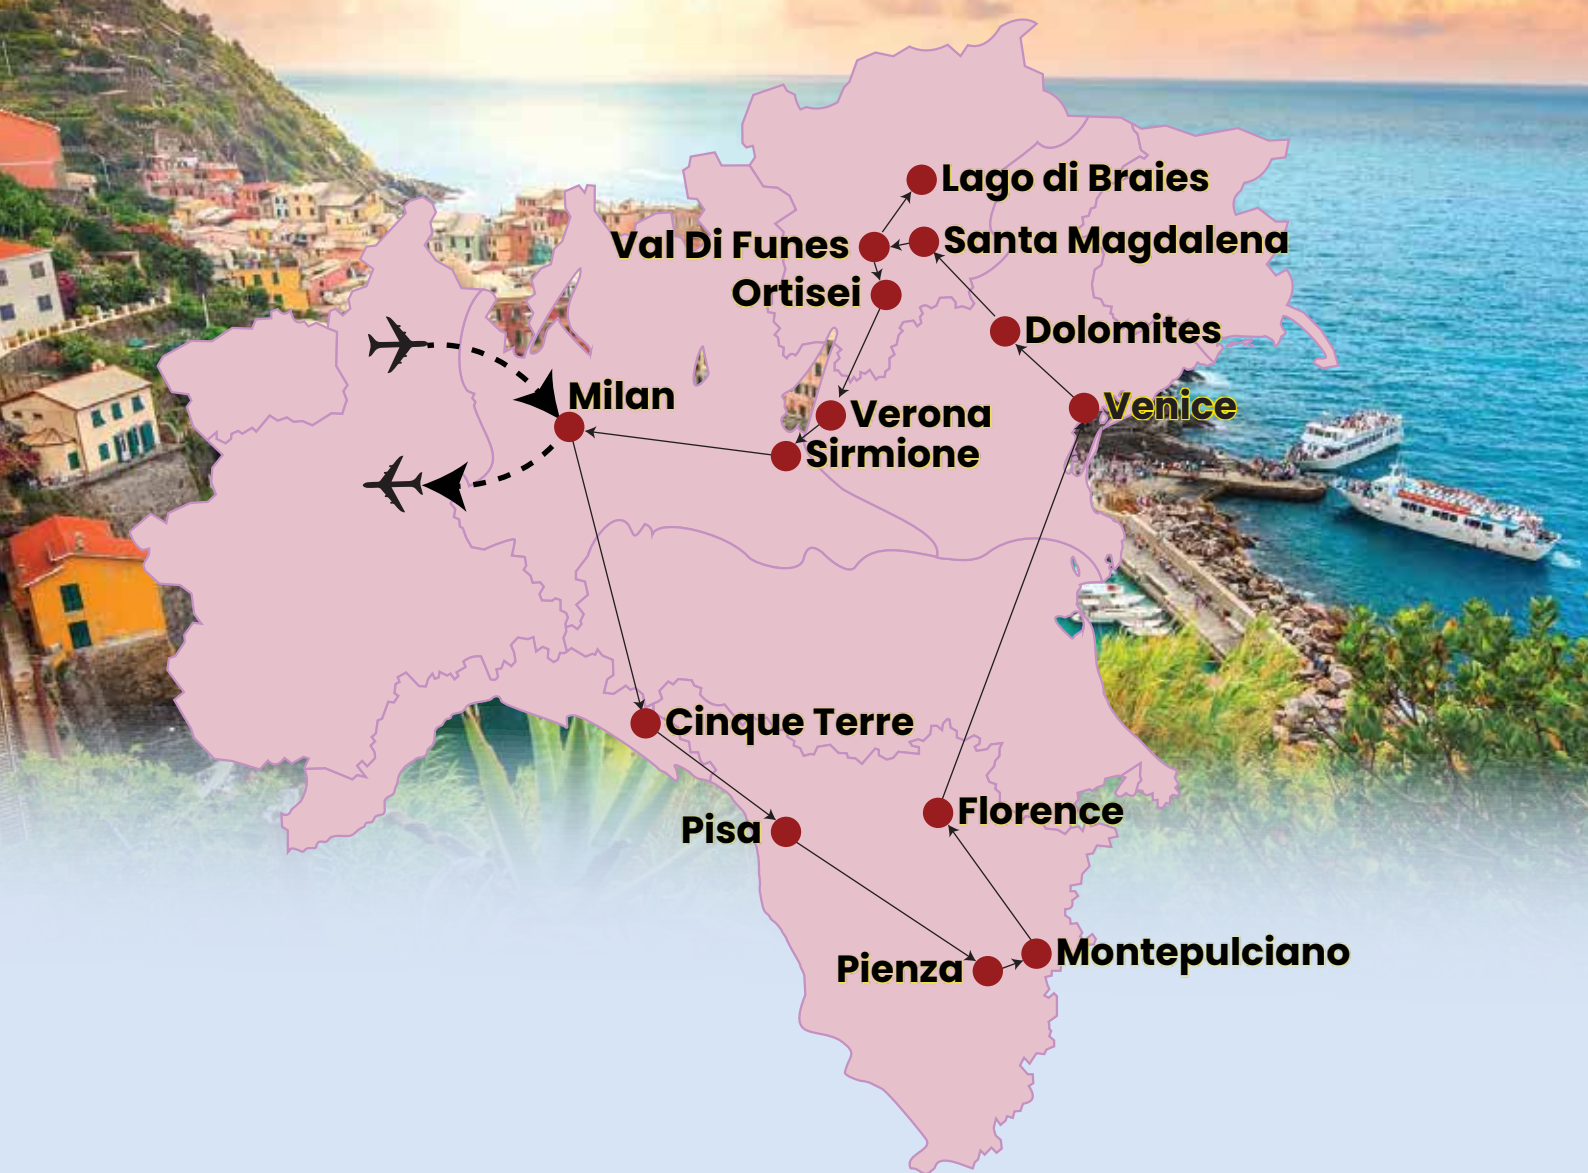 Lago di Braies
Santa Magdalena
Val Di Funes
Ortisei
Dolomites
Milan
Venice
Verona
Sirmione
Cinque Terre
Florence
Pisa
Montepulciano
Pienza